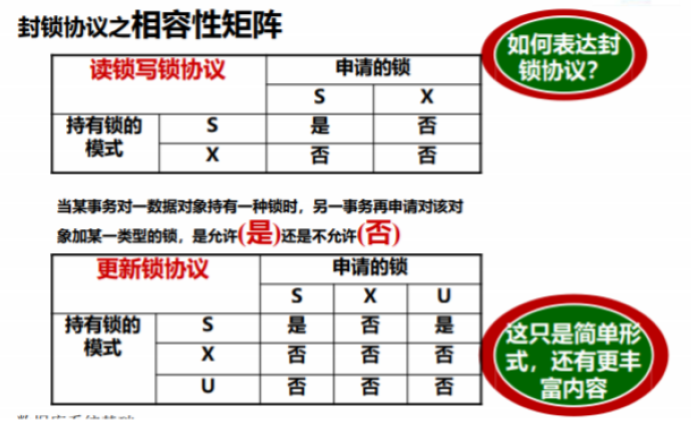 封锁协议之相容性矩阵
如何表达封
锁协议？
读锁写锁协议
申请的锁
S X
持有锁的
模式
S 是 否
X 否 否
当某事务对一数据对象持有一种锁时，另一事务再申请对该对
象加某一类型的锁，是允许(是)还是不允许(否)
更新锁协议
申请的锁
S X U
持有锁的
模式
S 是 否 是
X 否 否 否
U 否 否 否
这只是简单形
式，还有更丰
富内容